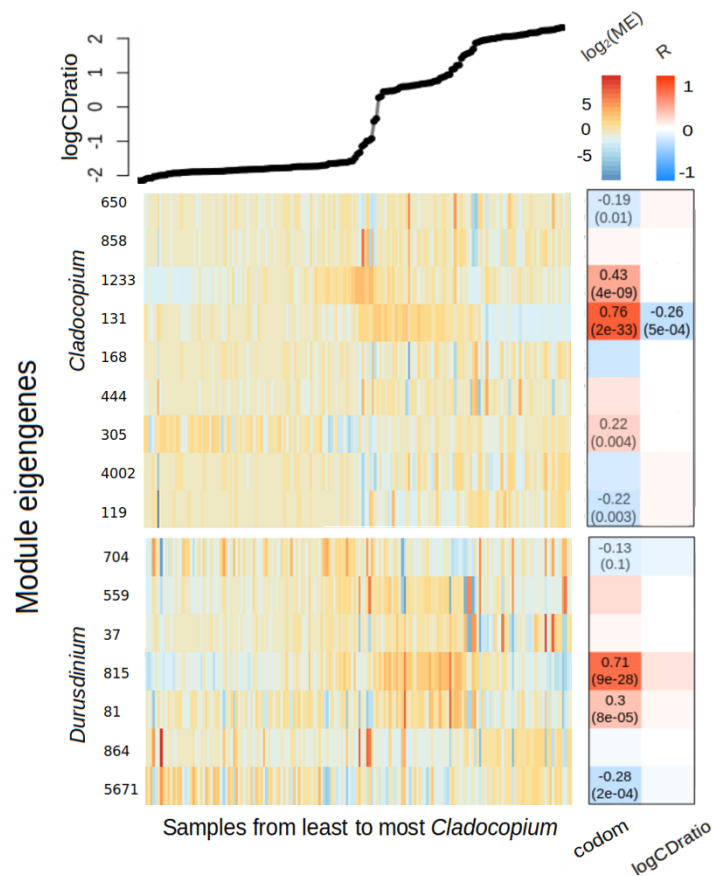 logCDratio
2
1
0
-1
-2
log₂(ME)
R
5
0
-5
1
0
-1
Module eigengenes
Cladocopium
650
858
1233
131
168
444
305
4002
119
-0.19
(0.01)
0.43
(4e-09)
0.76 -0.26
(2e-33) (5e-04)
0.22
(0.004)
-0.22
(0.003)
Durusdinium
704
559
37
815
81
864
5671
-0.13
(0.1)
0.71
(9e-28)
0.3
(8e-05)
-0.28
(2e-04)
Samples from least to most Cladocopium
codom
logCDratio